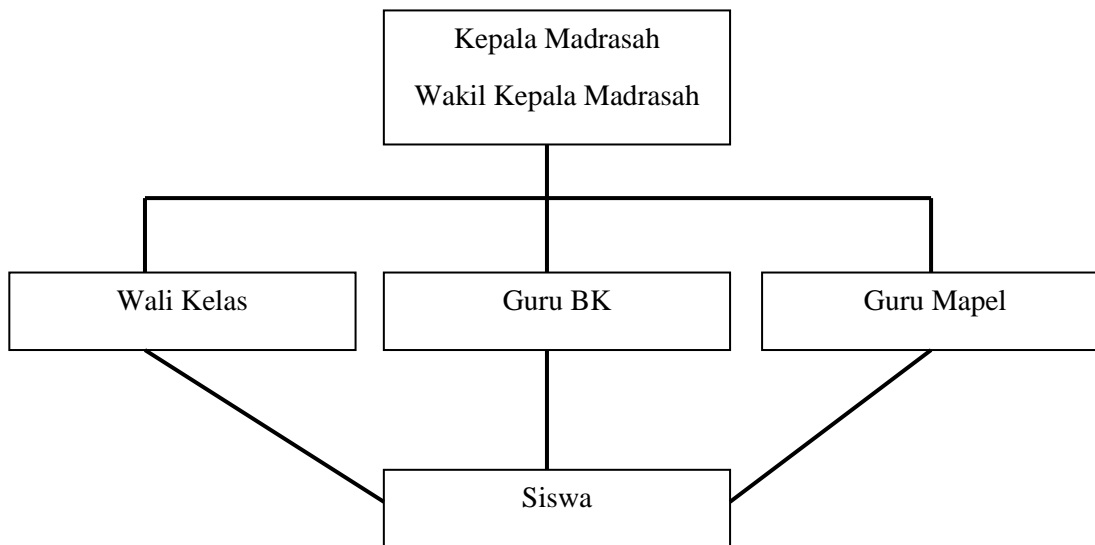 Kepala Madrasah
Wakil Kepala Madrasah
Wali Kelas
Guru BK
Guru Mapel
Siswa